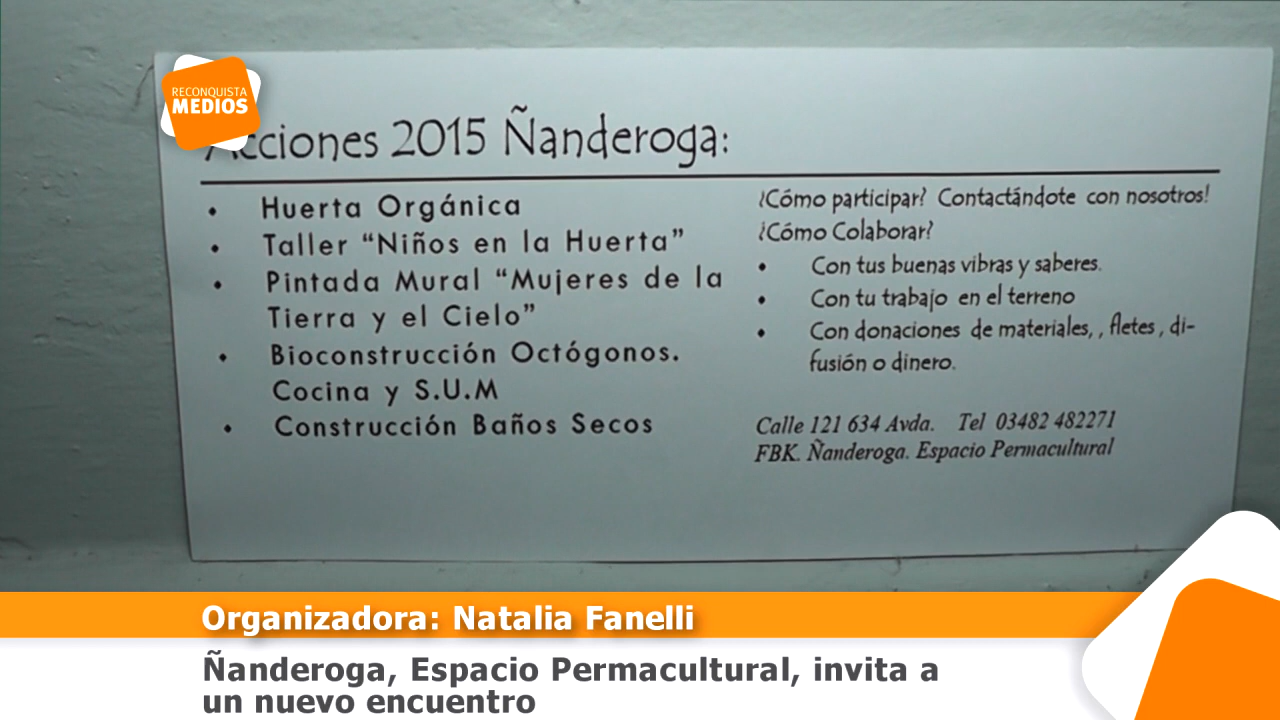 RECONQUISTA
MEDIOS
Acciones 2015 Ñanderoga:
• Huerta Orgánica
• Taller “Niños en la Huerta”
• Pintada Mural “Mujeres de la
Tierra y el Cielo”
• Bioconstrucción Octógonos.
Cocina y S.U.M
• Construcción Baños Secos
¿Cómo participar? Contactándote con nosotros!
¿Cómo Colaborar?
• Con tus buenas vibras y saberes.
• Con tu trabajo en el terreno
• Con donaciones de materiales, , fletes , di-
fusión o dinero.
Calle 121 634 Avda. Tel 03482 482271
FBK. Ñanderoga. Espacio Permacultural
Organizadora: Natalia Fanelli
Ñanderoga, Espacio Permacultural, invita a
un nuevo encuentro